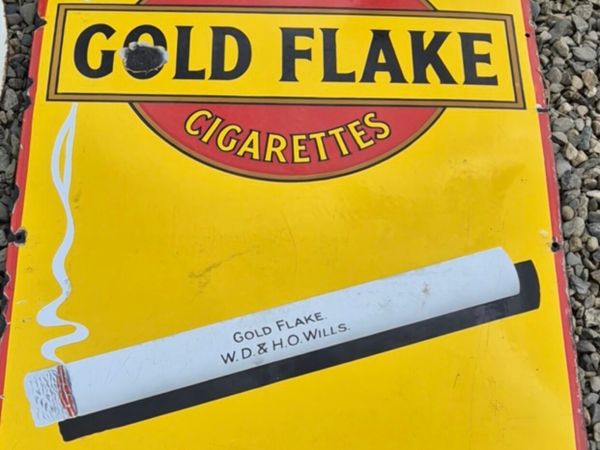 GOLD FLAKE
CIGARETTES
GOLD FLAKE.
W.D. & H.O. WILLS.